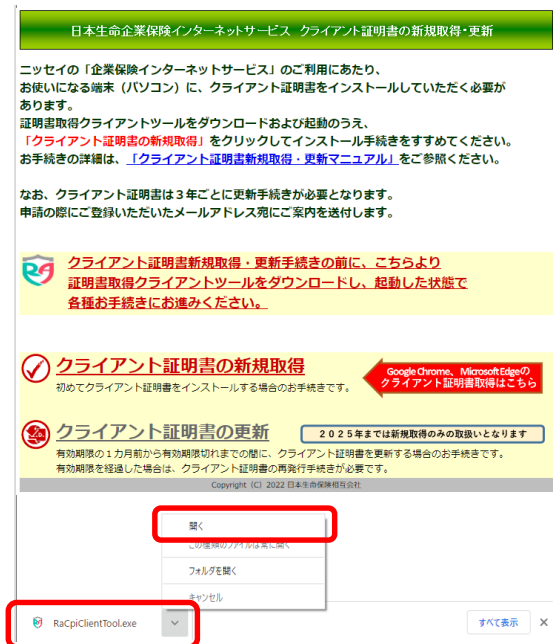 日本生命企業保険インターネットサービス クライアント証明書の新規取得・更新
ニッセイの「企業保険インターネットサービス」のご利用にあたり、
お使いになる端末（パソコン）に、クライアント証明書をインストールしていただく必要が
あります。
証明書取得クライアントツールをダウンロードおよび起動のうえ、
「クライアント証明書の新規取得」をクリックしてインストール手続きをすすめてください。
お手続きの詳細は、「クライアント証明書新規取得・更新マニュアル」をご参照ください。
なお、クライアント証明書は３年ごとに更新手続きが必要となります。
申請の際にご登録いただいたメールアドレス宛にご案内を送付します。
クライアント証明書新規取得・更新手続きの前に、こちらより
証明書取得クライアントツールをダウンロードし、起動した状態で
各種お手続きにお進みください。
クライアント証明書の新規取得
初めてクライアント証明書をインストールする場合のお手続きです。
Google Chrome、Microsoft Edgeの
クライアント証明書取得はこちら
クライアント証明書の更新
２０２５年までは新規取得のみの取扱いとなります
有効期限の１カ月前から有効期限切れまでの間に、クライアント証明書を更新する場合のお手続きです。
有効期限を経過した場合は、クライアント証明書の再発行手続きが必要です。
Copyright (C) 2022 日本生命保険相互会社
開く
この種類のファイルは常に開く
フォルダを開く
キャンセル
RaCpiClientTool.exe
すべて表示